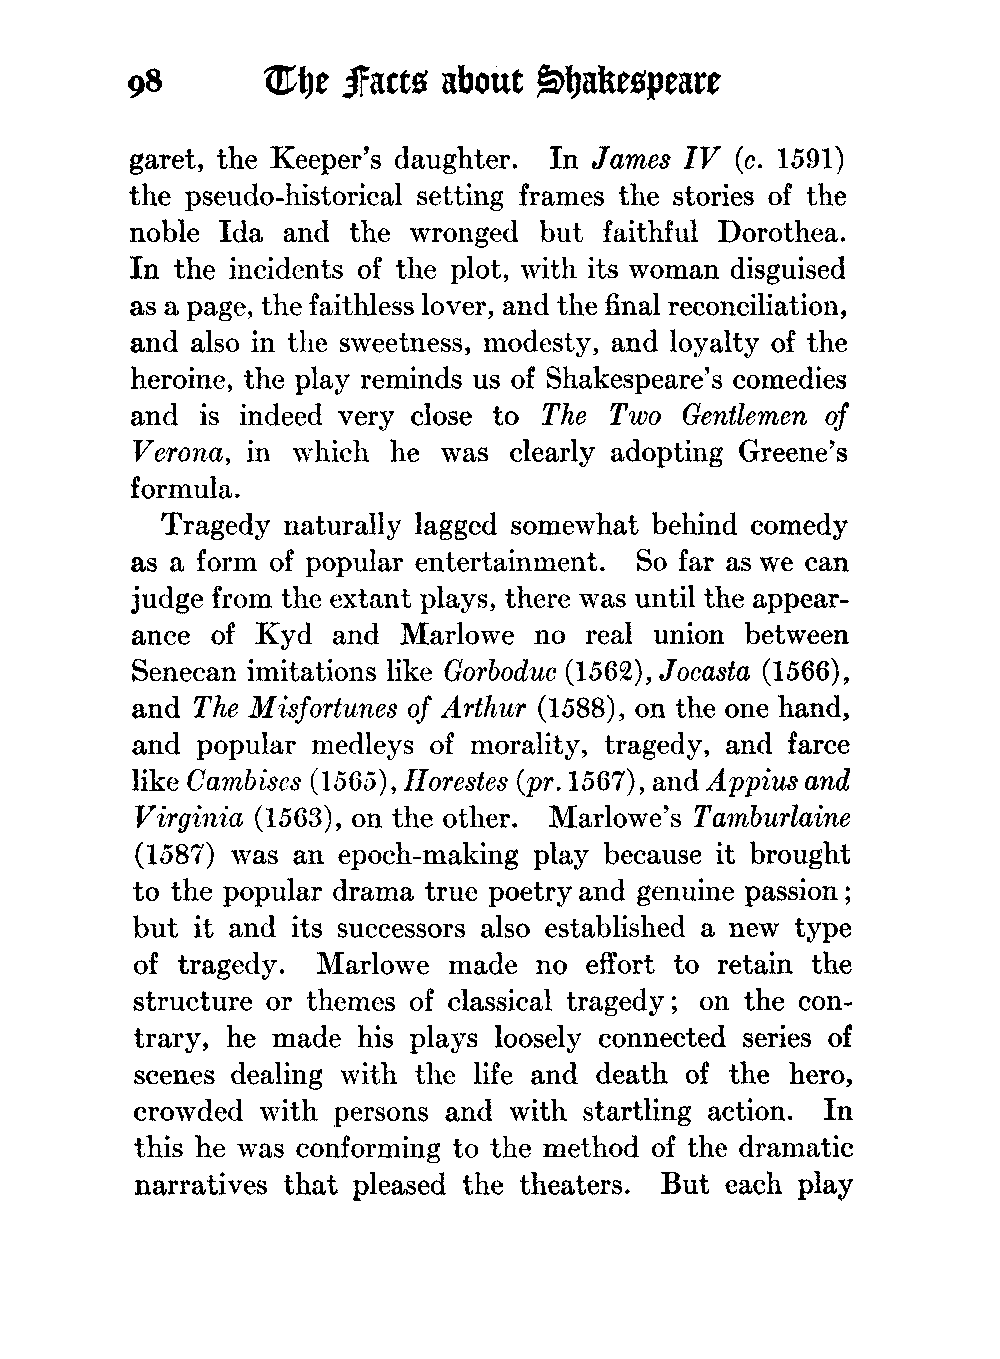 98 The Facts about Shakespeare
garet, the Keeper's daughter. In James IV (c. 1591)
the pseudo-historical setting frames the stories of the
noble Ida and the wronged but faithful Dorothea.
In the incidents of the plot, with its woman disguised
as a page, the faithless lover, and the final reconciliation,
and also in the sweetness, modesty, and loyalty of the
heroine, the play reminds us of Shakespeare's comedies
and is indeed very close to The Two Gentlemen of
Verona, in which he was clearly adopting Greene's
formula.
Tragedy naturally lagged somewhat behind comedy
as a form of popular entertainment. So far as we can
judge from the extant plays, there was until the appear-
ance of Kyd and Marlowe no real union between
Senecan imitations like Gorboduc (1562), Jocasta (1566),
and The Misfortunes of Arthur (1588), on the one hand,
and popular medleys of morality, tragedy, and farce
like Cambises (1565), Horestes (pr. 1567), and Appius and
Virginia (1563), on the other. Marlowe's Tamburlaine
(1587) was an epoch-making play because it brought
to the popular drama true poetry and genuine passion;
but it and its successors also established a new type
of tragedy. Marlowe made no effort to retain the
structure or themes of classical tragedy; on the con-
trary, he made his plays loosely connected series of
scenes dealing with the life and death of the hero,
crowded with persons and with startling action. In
this he was conforming to the method of the dramatic
narratives that pleased the theaters. But each play